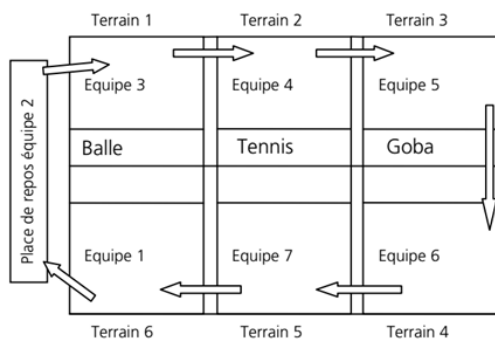 Terrain 1
Terrain 2
Terrain 3
Equipe 3
Equipe 4
Equipe 5
Place de repos équipe 2
Balle
Tennis
Goba
Equipe 1
Equipe 7
Equipe 6
Terrain 6
Terrain 5
Terrain 4